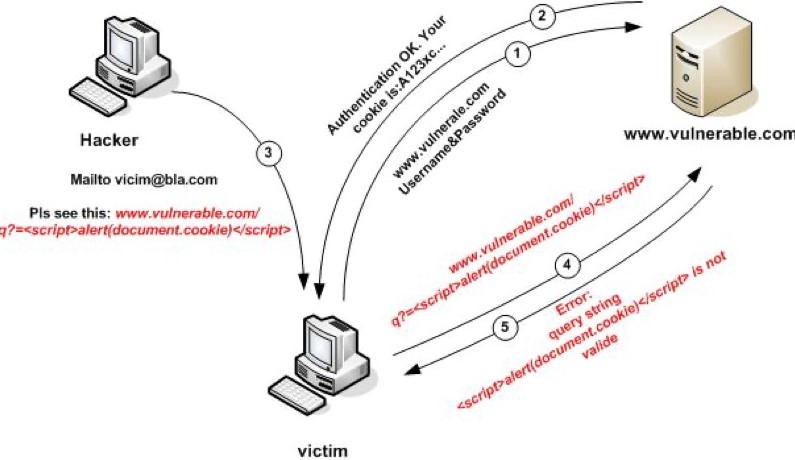 2
Authentication OK. Your
cookie is:A123xc...
1
www.vulnerale.com
Username&Password
www.vulnerable.com
Hacker
3
Mailto vicim@bla.com
Pls see this: www.vulnerable.com/
q?=<script>alert(document.cookie)</script>
www.vulnerable.com/
q?=<script>alert(document.cookie)</script>
4
5
Error:
query string
<script>alert(document.cookie)</script> is not
valide
victim